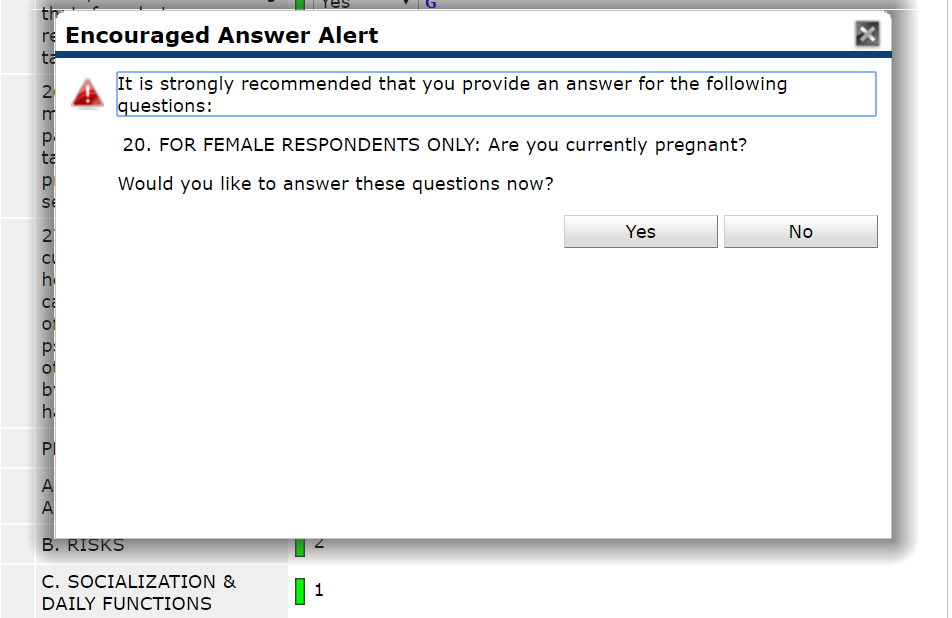 Yes
G
Encouraged Answer Alert
It is strongly recommended that you provide an answer for the following
questions:
20. FOR FEMALE RESPONDENTS ONLY: Are you currently pregnant?
Would you like to answer these questions now?
Yes No
B. RISKS 2
C. SOCIALIZATION & 1
DAILY FUNCTIONS